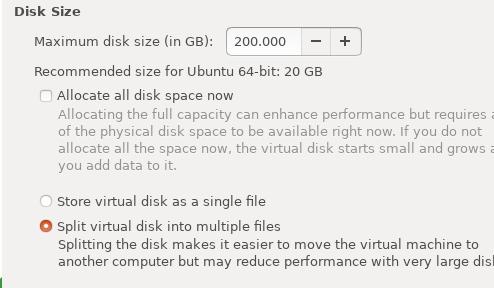 Disk Size
Maximum disk size (in GB): 200.000 − +
Recommended size for Ubuntu 64-bit: 20 GB
Allocate all disk space now
Allocating the full capacity can enhance performance but requires
of the physical disk space to be available right now. If you do not
allocate all the space now, the virtual disk starts small and grows
you add data to it.
Store virtual disk as a single file
Split virtual disk into multiple files
Splitting the disk makes it easier to move the virtual machine to
another computer but may reduce performance with very large